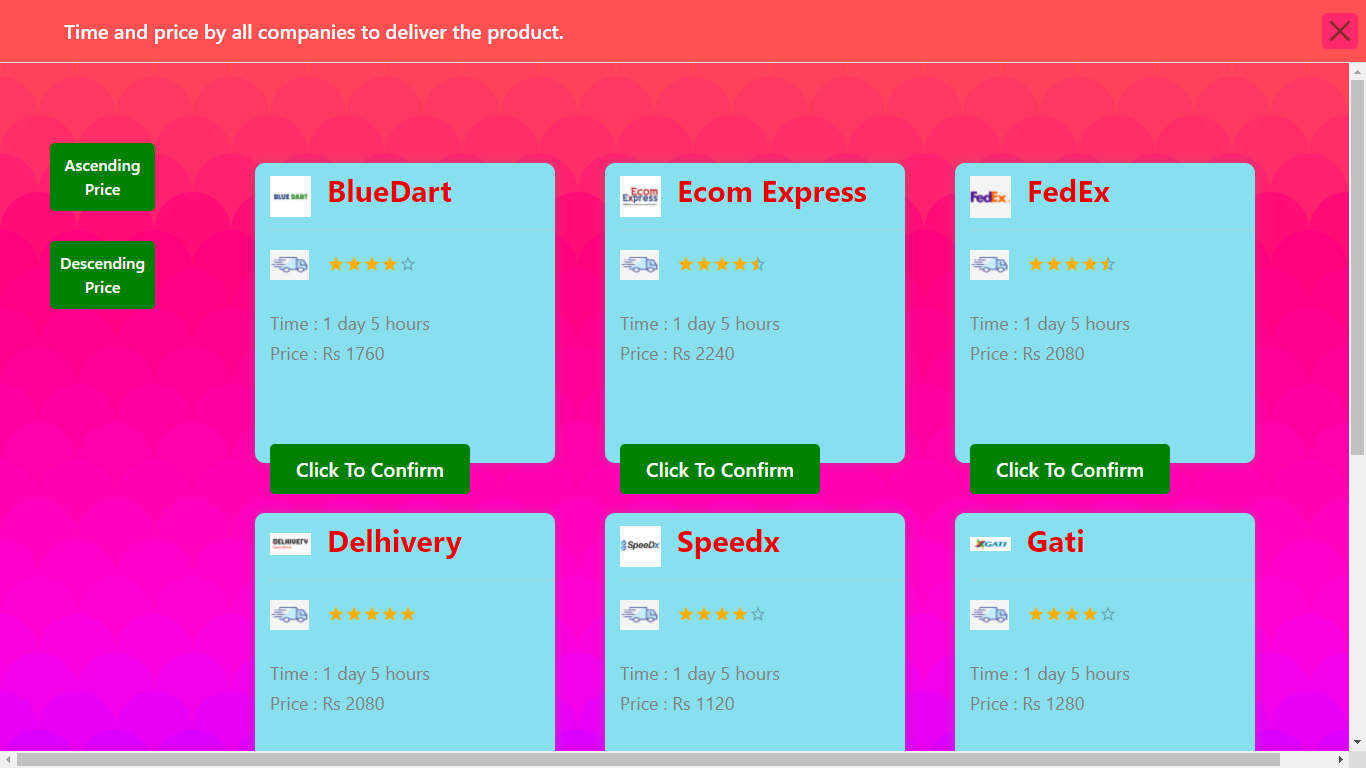 Time and price by all companies to deliver the product.
Ascending
Price
Descending
Price
BLUE DART
BlueDart
Time : 1 day 5 hours
Price : Rs 1760
Click To Confirm
Ecom
Express
Ecom Express
Time : 1 day 5 hours
Price : Rs 2240
Click To Confirm
FedEx
FedEx
Time : 1 day 5 hours
Price : Rs 2080
Click To Confirm
DELHIVERY
Delhivery
Time : 1 day 5 hours
Price : Rs 2080
SpeeDx
Speedx
Time : 1 day 5 hours
Price : Rs 1120
GATI
Gati
Time : 1 day 5 hours
Price : Rs 1280